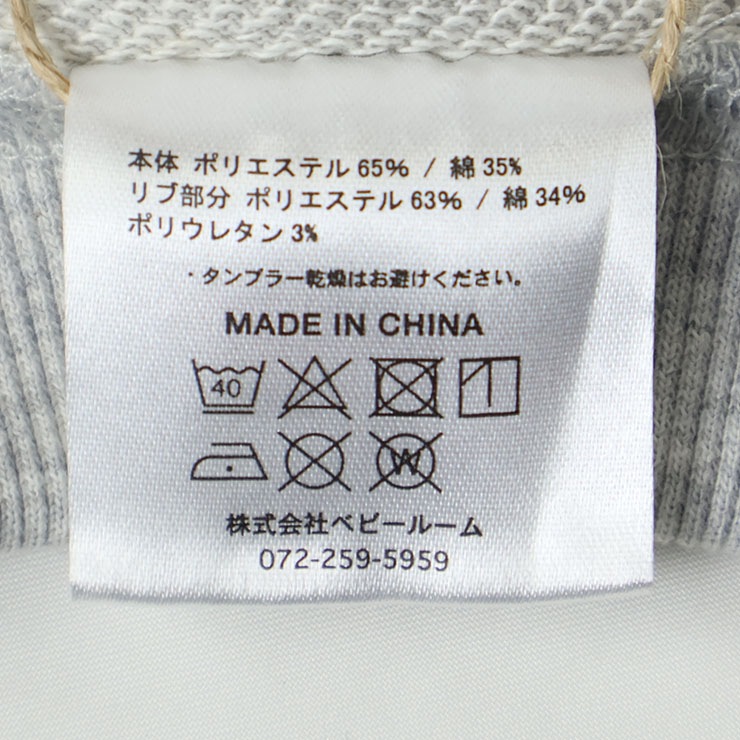 本体 ポリエステル 65% / 綿 35%
リブ部分 ポリエステル 63% / 綿 34%
ポリウレタン 3%
・タンブラー乾燥はお避けください。
MADE IN CHINA
40
W
株式会社ベビールーム
072-259-5959